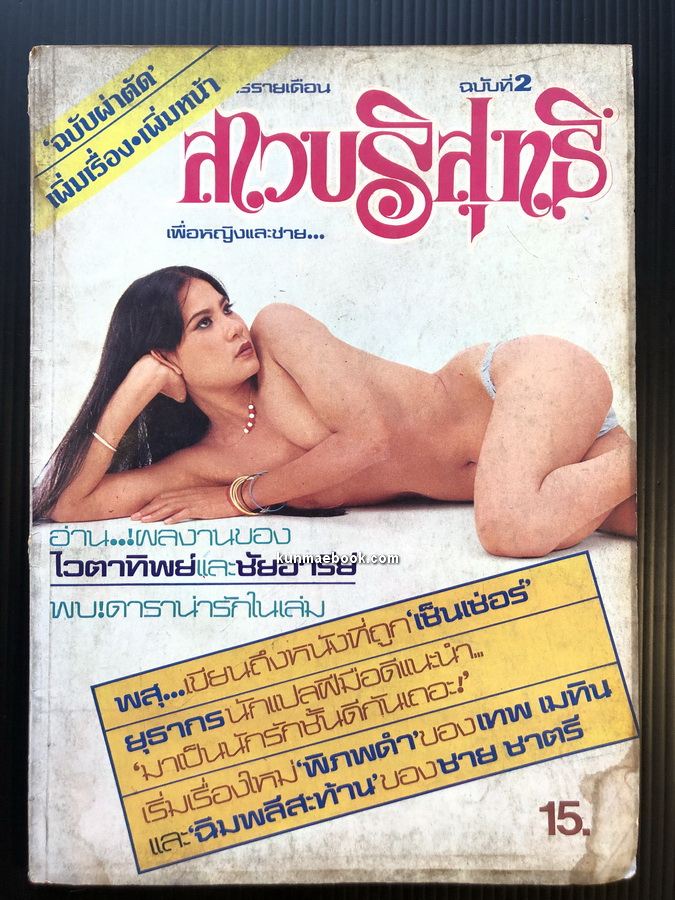 'ฉบับผ่าตัด'
เพิ่มเรื่อง•เพิ่มหน้า
รายเดือน
ฉบับที่2
สาวบริสุทธิ์
เพื่อหญิงและชาย...
อ่าน..!ผลงานของ
ไวตาทิพย์และชัยอารีย์
kunmaebook.com
พบ!ดาราน่ารักในเล่ม
พสุ...เขียนถึงหนังที่ถูก'เซ็นเซ่อร์'
ยุธากรนักแปลฝีมือดีแนะนำ...
'มาเป็นนักรักชั้นดีกันเถอะ!'
เริ่มเรื่องใหม่'พิภพดำ'ของเทพ เมทิน
และ'ฉิมพลีสะท้าน'ของชาย ชาตรี
15.